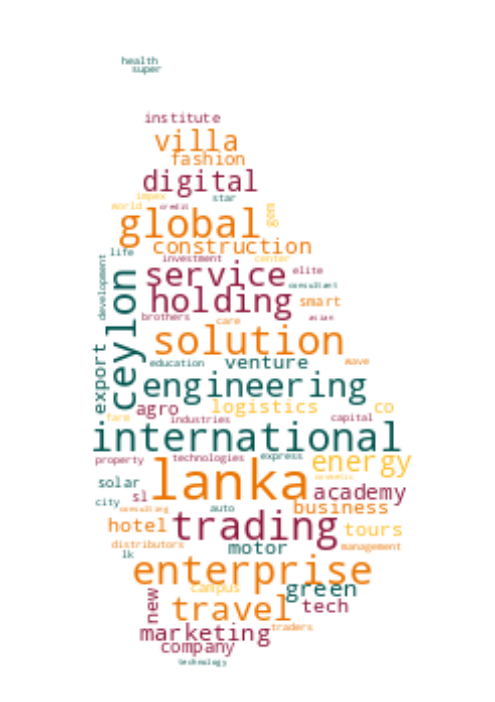 health
super
institute
villa
fashion
digital
impex
star
world
credit
gem
global
construction
life
investment
center
development
service
elite
consultant
ceylon
holding
smart
brothers
care
asian
solution
export
education
venture
wave
engineering
agro
logistics
co
farm
industries
capital
international
property
technologies
express
energy
lanka
cosmetic
solar
sl
academy
city
consulting
auto
business
hotel
trading
tours
distributors
lk
motor
management
enterprise
campus
green
new
travel
tech
marketing
traders
company
technology